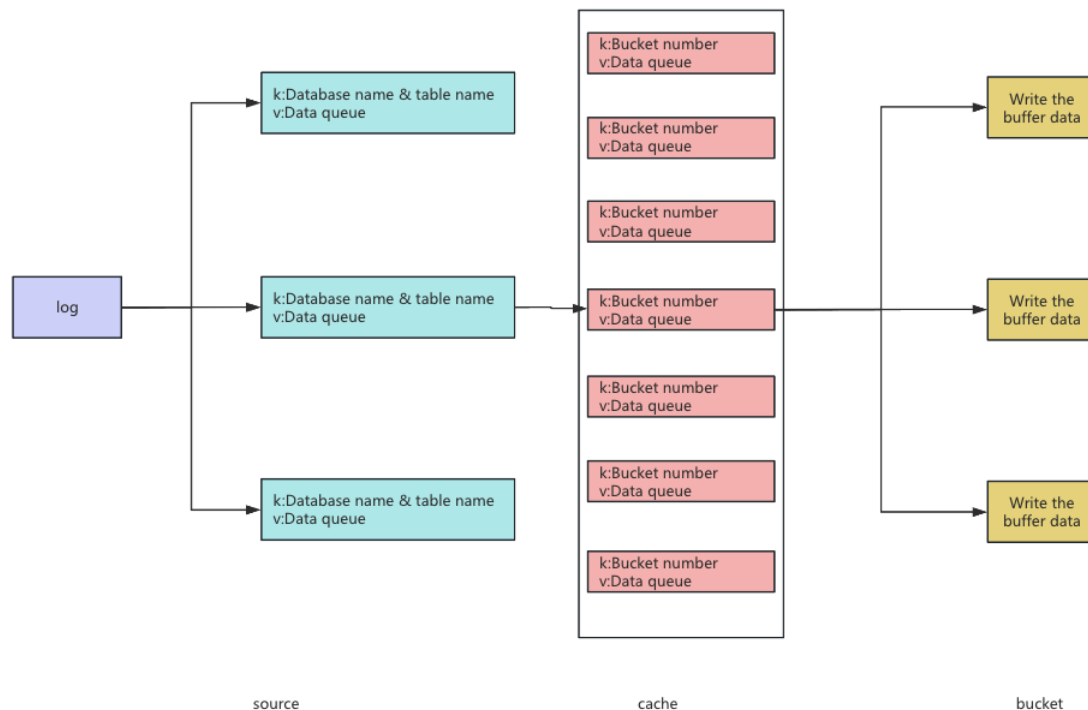 log
k:Database name & table name
v:Data queue
k:Database name & table name
v:Data queue
k:Database name & table name
v:Data queue
k:Bucket number
v:Data queue
k:Bucket number
v:Data queue
k:Bucket number
v:Data queue
k:Bucket number
v:Data queue
k:Bucket number
v:Data queue
k:Bucket number
v:Data queue
k:Bucket number
v:Data queue
Write the
buffer data
Write the
buffer data
Write the
buffer data
source
cache
bucket